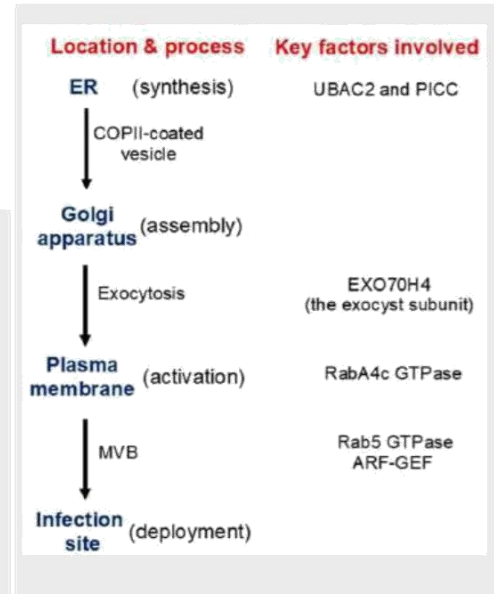 Location & process Key factors involved
ER (synthesis) UBAC2 and PICC
COPII-coated
vesicle
Golgi
apparatus (assembly)
Exocytosis EXO70H4
(the exocyst subunit)
Plasma
membrane (activation) RabA4c GTPase
MVB Rab5 GTPase
ARF-GEF
Infection
site (deployment)